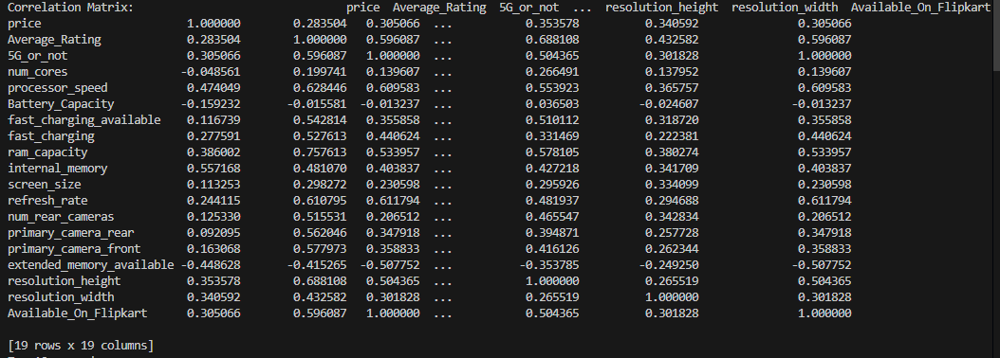 Correlation Matrix: price Average_Rating 5G_or_not ... resolution_height resolution_width Available_On_Flipkart
price 1.000000 0.283504 0.305066 ... 0.353578 0.340592 0.305066
Average_Rating 0.283504 1.000000 0.596087 ... 0.688108 0.432582 0.596087
5G_or_not 0.305066 0.596087 1.000000 ... 0.504365 0.301828 1.000000
num_cores -0.048561 0.199741 0.139607 ... 0.266491 0.137952 0.139607
processor_speed 0.474049 0.628446 0.609583 ... 0.553923 0.365757 0.609583
Battery_Capacity -0.159232 -0.015581 -0.013237 ... 0.036503 -0.024607 -0.013237
fast_charging_available 0.116739 0.542814 0.355858 ... 0.510112 0.318720 0.355858
fast_charging 0.277591 0.527613 0.440624 ... 0.331469 0.222381 0.440624
ram_capacity 0.386002 0.757613 0.533957 ... 0.578105 0.380274 0.533957
internal_memory 0.557168 0.481070 0.403837 ... 0.427218 0.341709 0.403837
screen_size 0.113253 0.298272 0.230598 ... 0.295926 0.334099 0.230598
refresh_rate 0.244115 0.610795 0.611794 ... 0.481937 0.294688 0.611794
num_rear_cameras 0.125330 0.515531 0.206512 ... 0.465547 0.342834 0.206512
primary_camera_rear 0.092095 0.562046 0.347918 ... 0.394871 0.257728 0.347918
primary_camera_front 0.163068 0.577973 0.358833 ... 0.416126 0.262344 0.358833
extended_memory_available -0.448628 -0.415265 -0.507752 ... -0.353785 -0.249250 -0.507752
resolution_height 0.353578 0.688108 0.504365 ... 1.000000 0.265519 0.504365
resolution_width 0.340592 0.432582 0.301828 ... 0.265519 1.000000 0.301828
Available_On_Flipkart 0.305066 0.596087 1.000000 ... 0.504365 0.301828 1.000000
[19 rows x 19 columns]